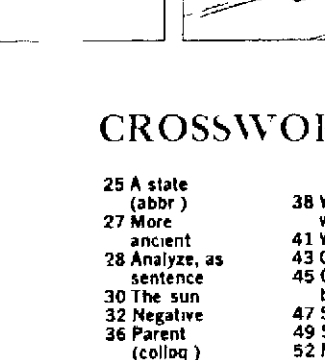 CROSSWO
25 A state
(abbr )
27 More
ancient
28 Analyze, as
sentence
30 The sun
32 Negative
36 Parent
(colloq )
38
41
43
45
47
49
52